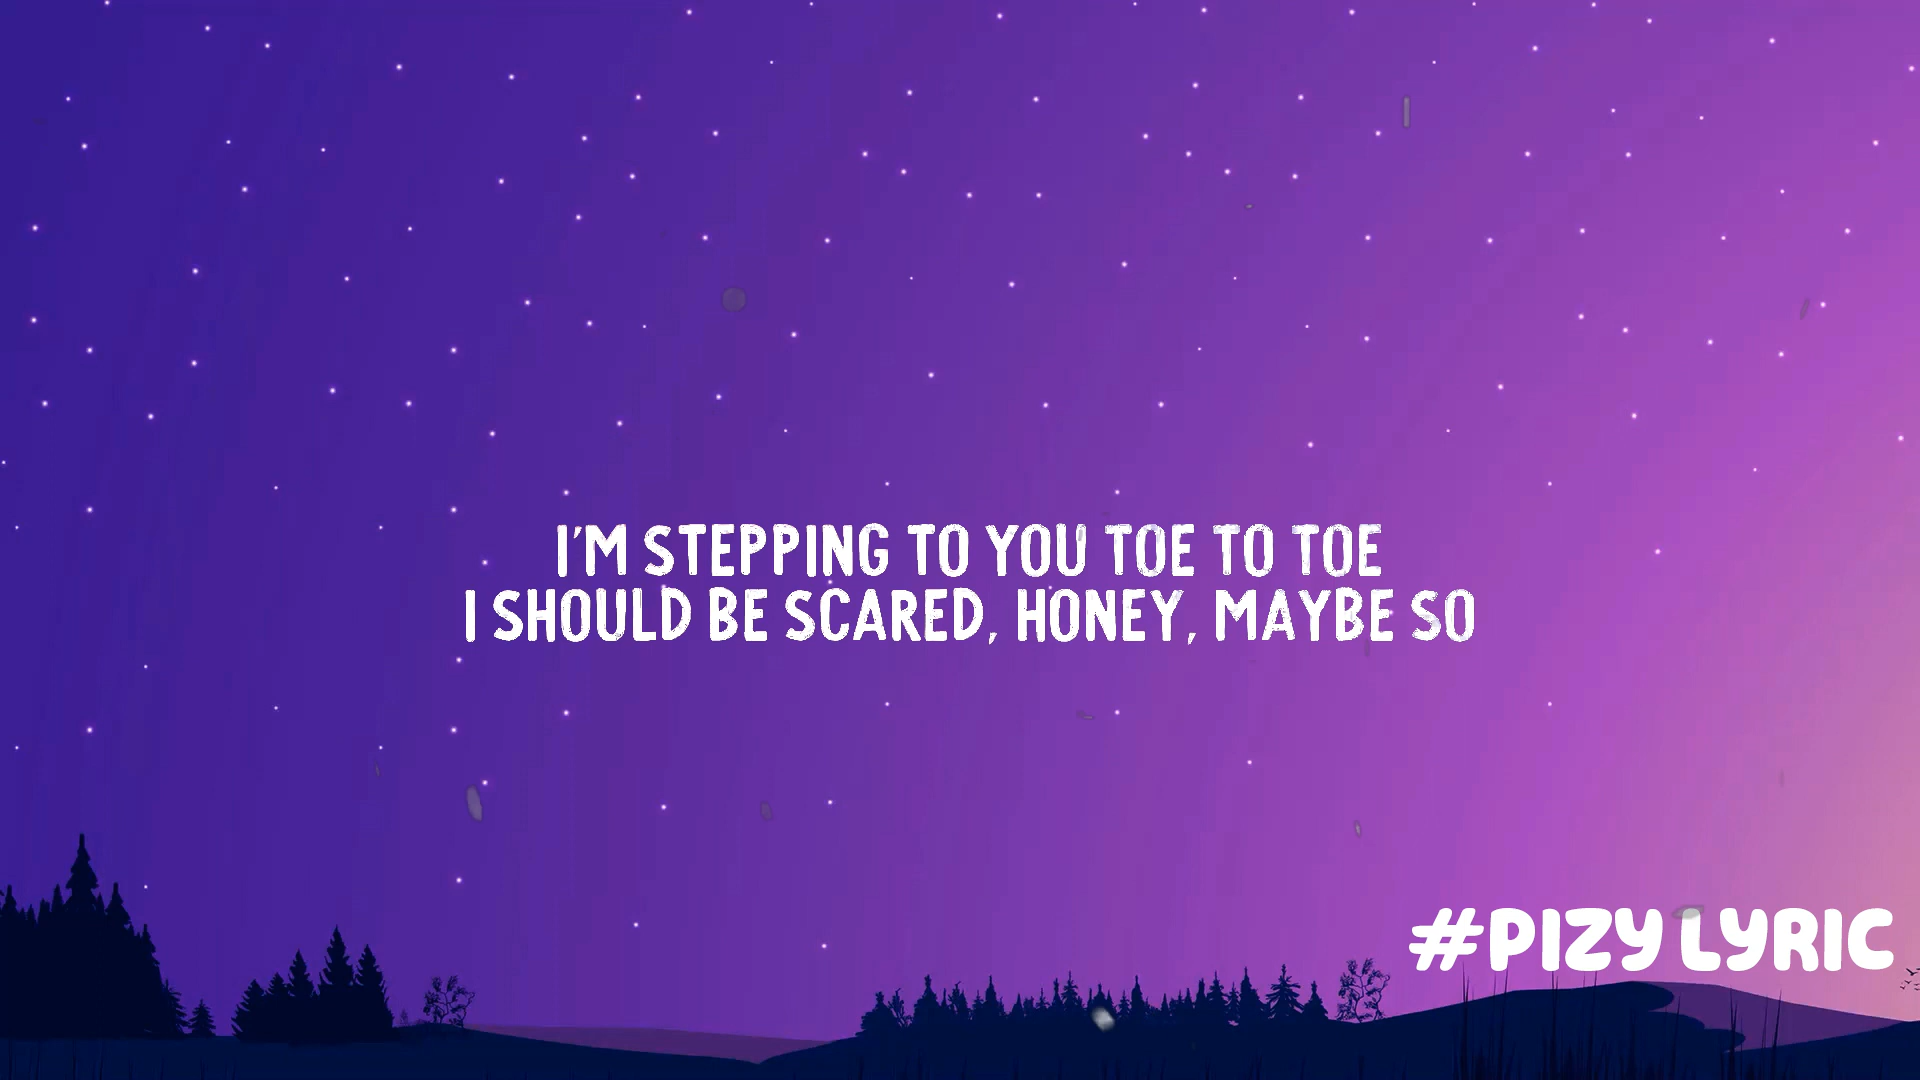 I'M STEPPING TO YOU TOE TO TOE
I SHOULD BE SCARED, HONEY, MAYBE SO
#PIZY LYRIC